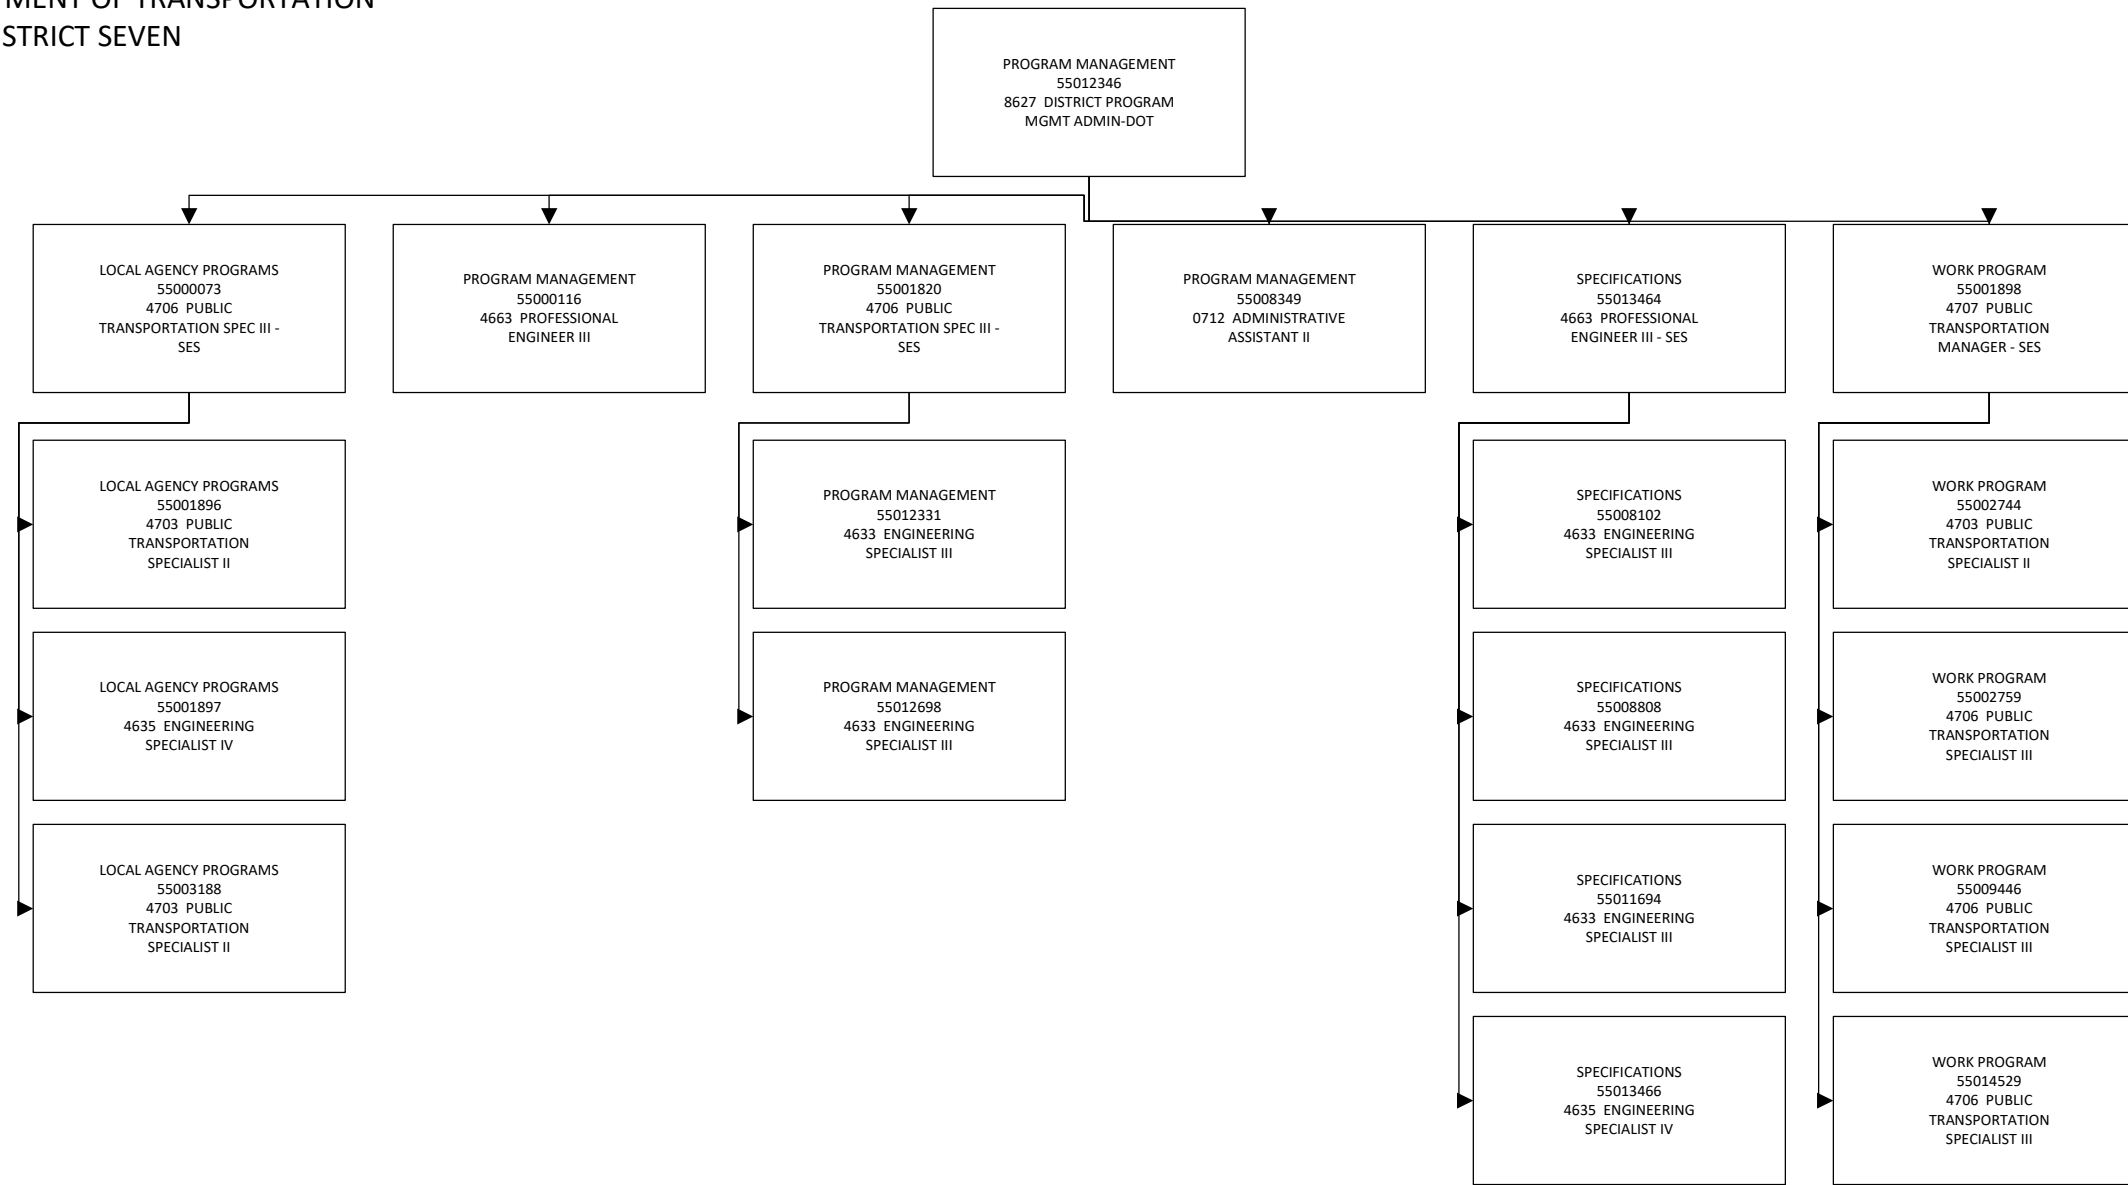 MENT OF TRANSPORTATION
STRICT SEVEN
PROGRAM MANAGEMENT
55012346
8627 DISTRICT PROGRAM
MGMT ADMIN-DOT
LOCAL AGENCY PROGRAMS
55000073
4706 PUBLIC
TRANSPORTATION SPEC III -
SES
PROGRAM MANAGEMENT
55000116
4663 PROFESSIONAL
ENGINEER III
PROGRAM MANAGEMENT
55001820
4706 PUBLIC
TRANSPORTATION SPEC III -
SES
PROGRAM MANAGEMENT
55008349
0712 ADMINISTRATIVE
ASSISTANT II
SPECIFICATIONS
55013464
4663 PROFESSIONAL
ENGINEER III - SES
WORK PROGRAM
55001898
4707 PUBLIC
TRANSPORTATION
MANAGER - SES
LOCAL AGENCY PROGRAMS
55001896
4703 PUBLIC
TRANSPORTATION
SPECIALIST II
PROGRAM MANAGEMENT
55012331
4633 ENGINEERING
SPECIALIST III
SPECIFICATIONS
55008102
4633 ENGINEERING
SPECIALIST III
WORK PROGRAM
55002744
4703 PUBLIC
TRANSPORTATION
SPECIALIST II
LOCAL AGENCY PROGRAMS
55001897
4635 ENGINEERING
SPECIALIST IV
PROGRAM MANAGEMENT
55012698
4633 ENGINEERING
SPECIALIST III
SPECIFICATIONS
55008808
4633 ENGINEERING
SPECIALIST III
WORK PROGRAM
55002759
4706 PUBLIC
TRANSPORTATION
SPECIALIST III
LOCAL AGENCY PROGRAMS
55003188
4703 PUBLIC
TRANSPORTATION
SPECIALIST II
SPECIFICATIONS
55011694
4633 ENGINEERING
SPECIALIST III
WORK PROGRAM
55009446
4706 PUBLIC
TRANSPORTATION
SPECIALIST III
SPECIFICATIONS
55013466
4635 ENGINEERING
SPECIALIST IV
WORK PROGRAM
55014529
4706 PUBLIC
TRANSPORTATION
SPECIALIST III